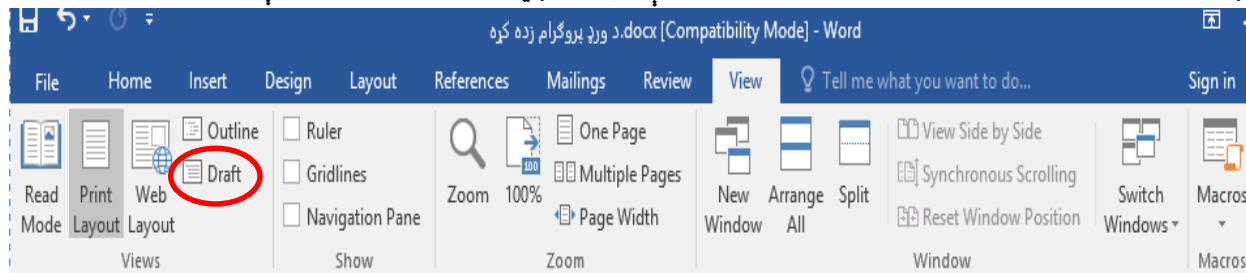 د ورډ پروګرام زده کړه.docx [Compatibility Mode] - Word
File Home Insert Design Layout References Mailings Review View Tell me what you want to do... Sign in
Read Mode
Print Layout
Web Layout
Outline
Draft
Views
Ruler
Gridlines
Navigation Pane
Show
Zoom
100
100%
One Page
Multiple Pages
Page Width
Zoom
New Window
Arrange All
Split
View Side by Side
Synchronous Scrolling
Reset Window Position
Switch Windows
Window
Macros
Macros